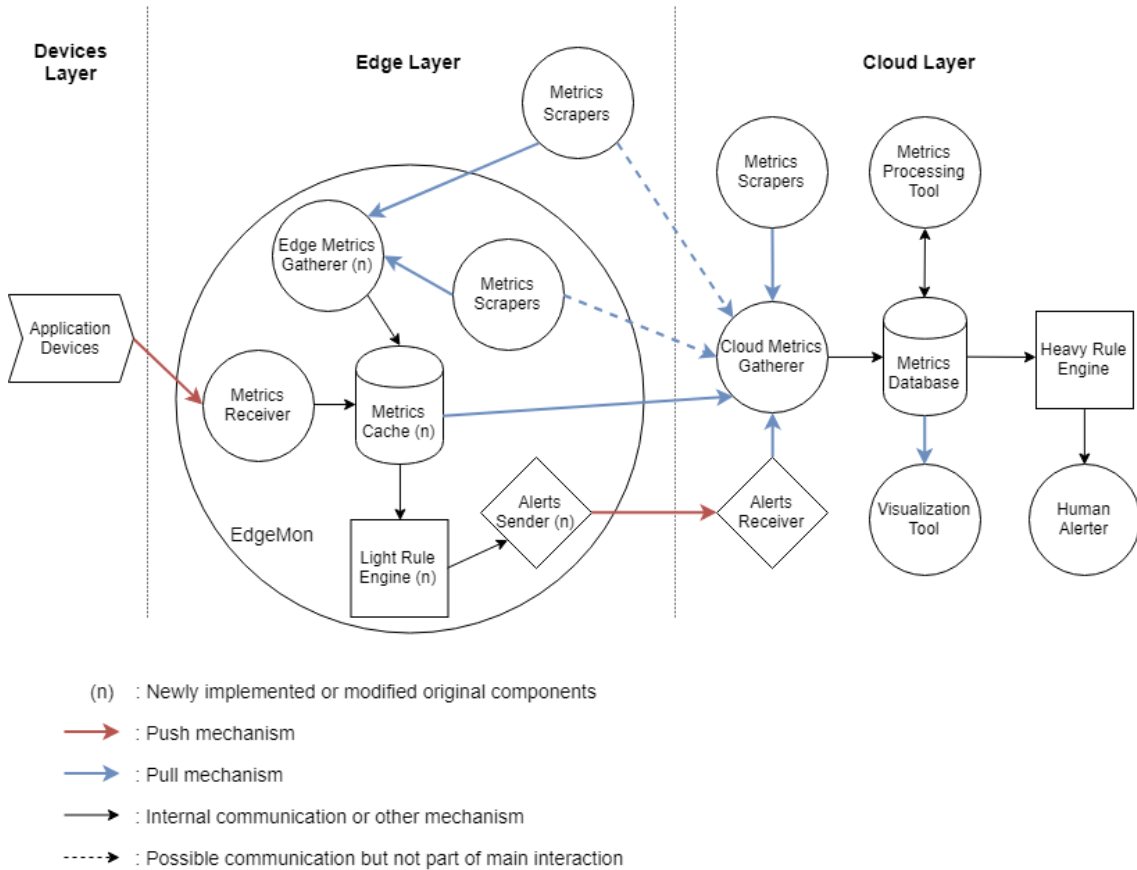 Devices
Layer
Edge Layer
Cloud Layer
Metrics
Scrapers
Metrics
Scrapers
Metrics
Processing
Tool
Edge Metrics
Gatherer (n)
Metrics
Scrapers
Application
Devices
Cloud Metrics
Gatherer
Metrics
Database
Heavy Rule
Engine
Metrics
Receiver
Metrics
Cache (n)
EdgeMon
Light Rule
Engine (n)
Alerts
Sender (n)
Alerts
Receiver
Visualization
Tool
Human
Alerter
(n) : Newly implemented or modified original components
: Push mechanism
: Pull mechanism
: Internal communication or other mechanism
: Possible communication but not part of main interaction